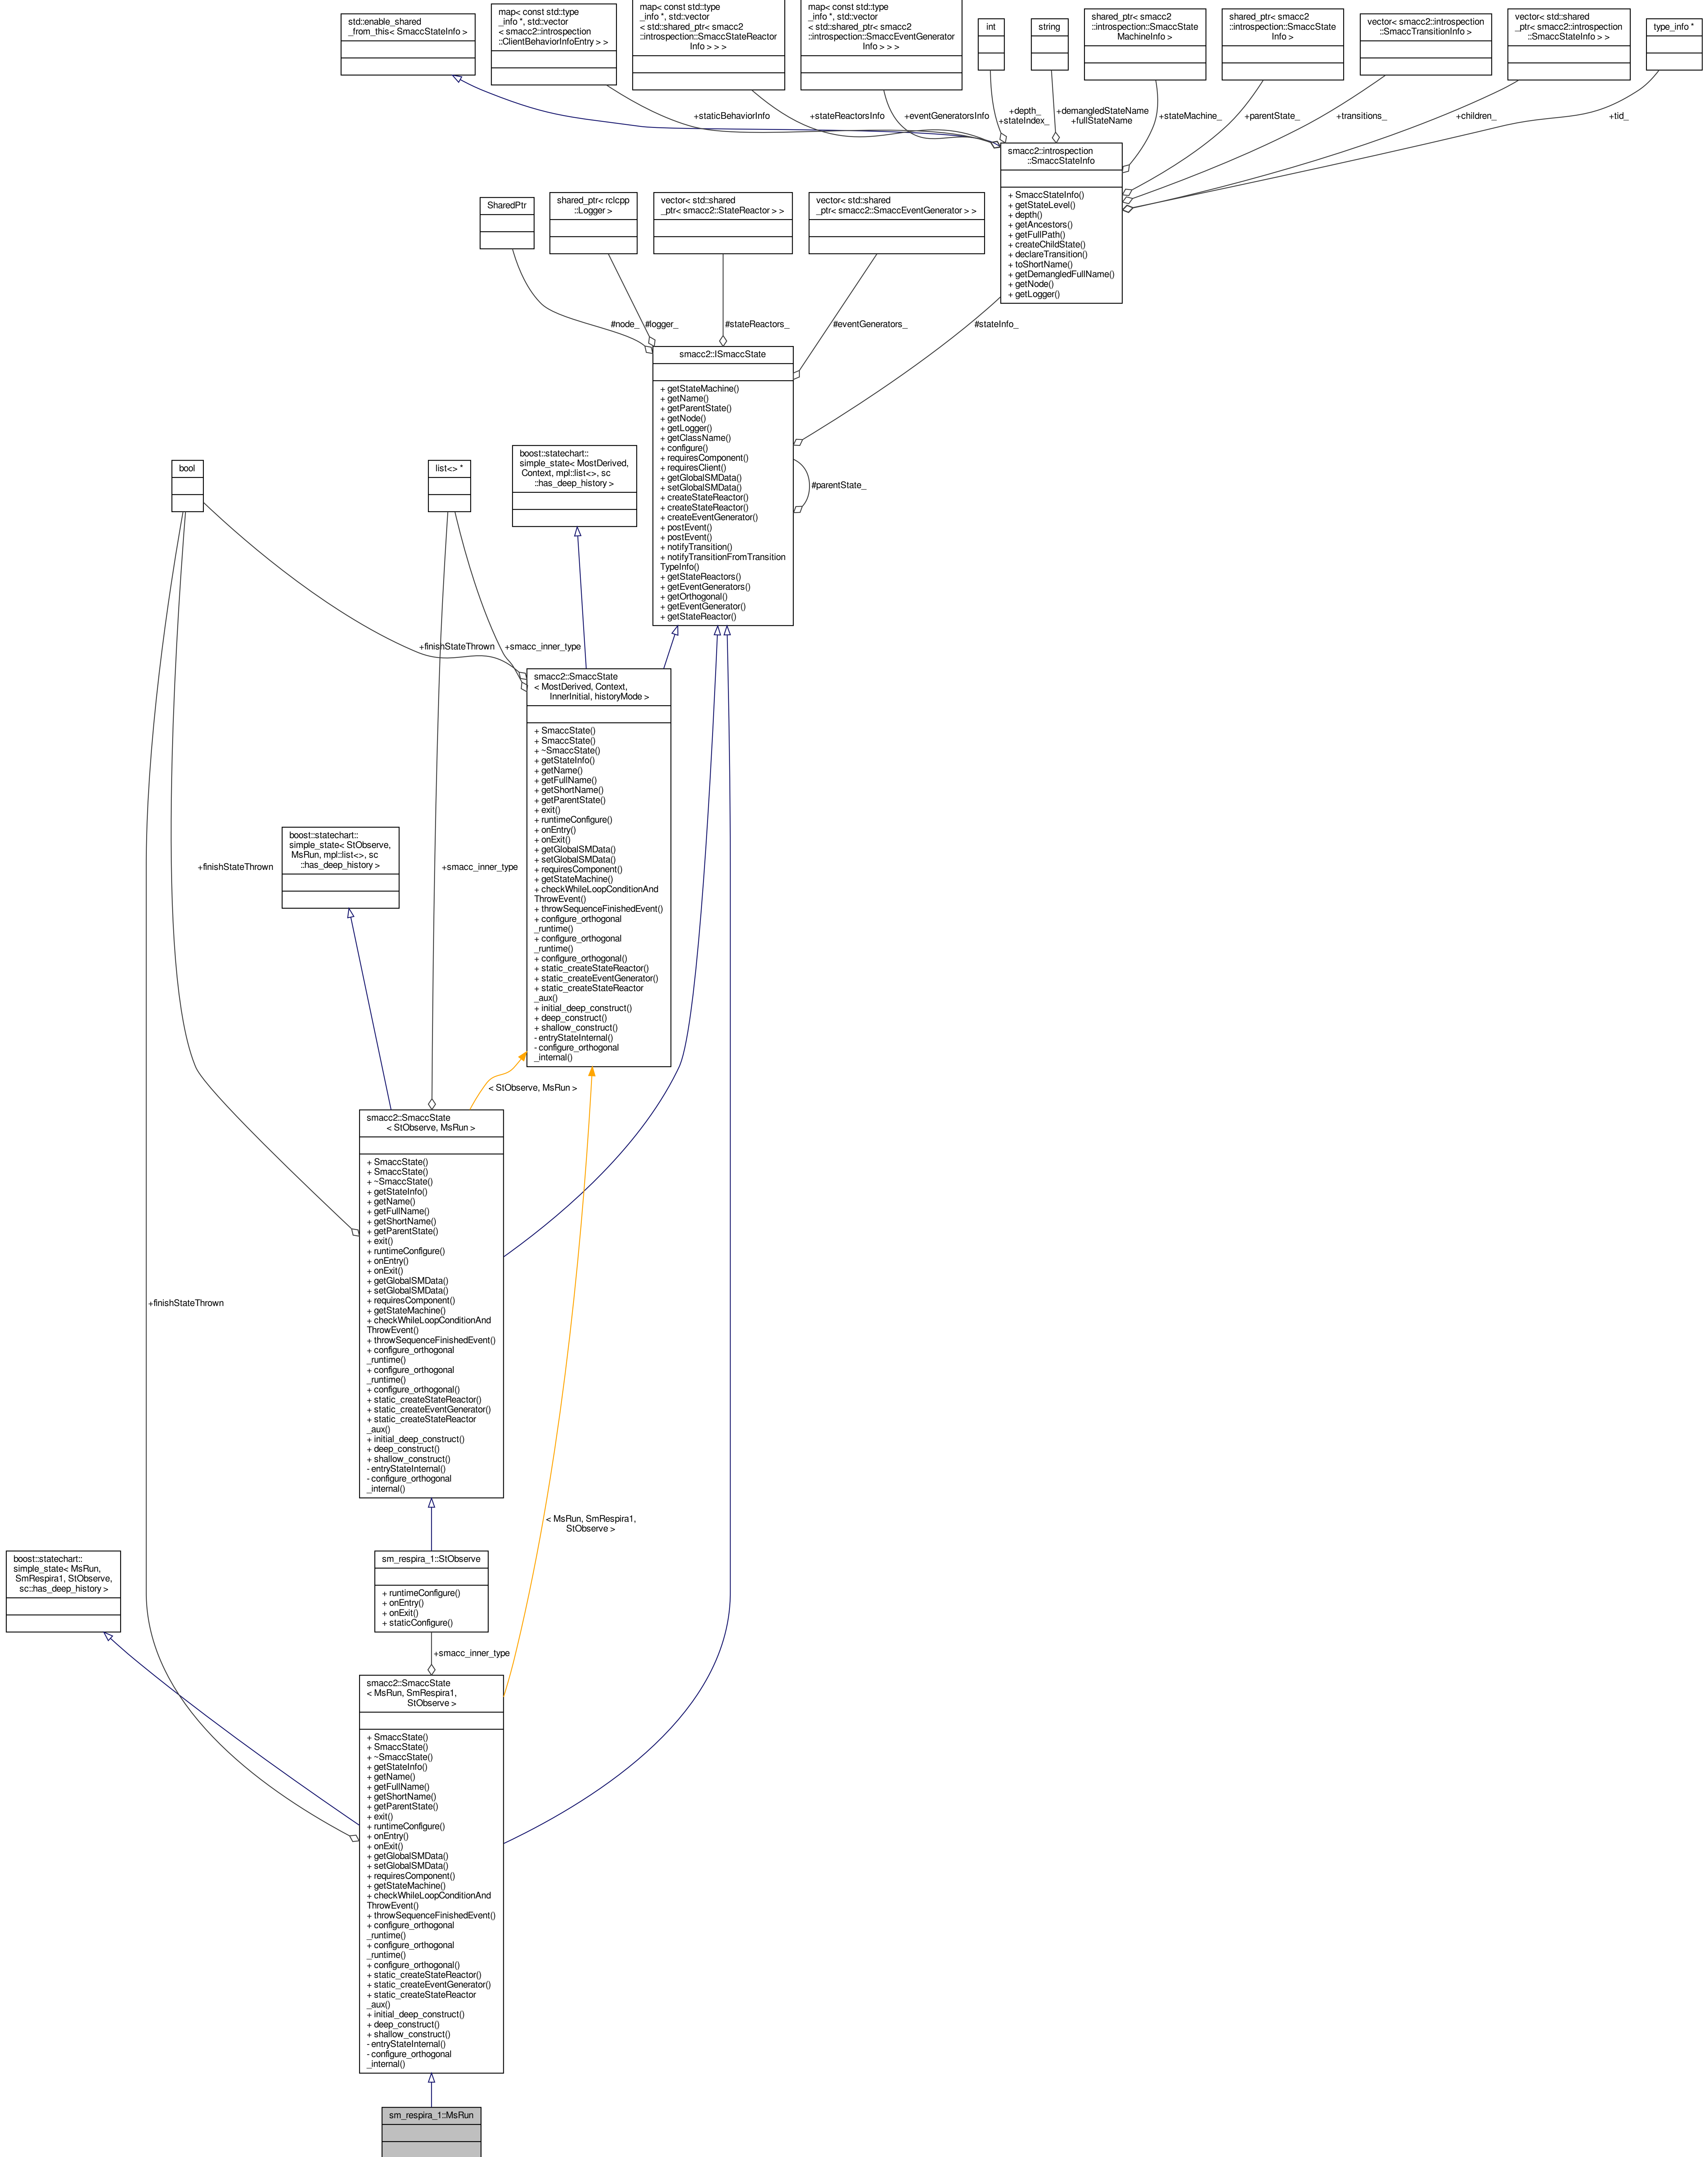 std::enable_shared
_from_this< SmaccStateInfo >
map< const std::type
_info *, std::vector
< smacc2::introspection
::ClientBehaviorInfoEntry > >
map< const std::type
_info *, std::vector
< std::shared_ptr< smacc2
::introspection::SmaccStateReactor
Info > > >
map< const std::type
_info *, std::vector
< std::shared_ptr< smacc2
::introspection::SmaccEventGenerator
Info > > >
int
string
shared_ptr< smacc2
::introspection::SmaccState
MachineInfo >
shared_ptr< smacc2
::introspection::SmaccState
Info >
vector< smacc2::introspection
::SmaccTransitionInfo >
vector< std::shared
_ptr< smacc2::introspection
::SmaccStateInfo > >
type_info *
+staticBehaviorInfo
+stateReactorsInfo
+eventGeneratorsInfo
+depth_
+stateIndex_
+demangledStateName
+fullStateName
+stateMachine_
+parentState_
+transitions_
+children_
+tid_
smacc2::introspection
::SmaccStateInfo
+ SmaccStateInfo()
+ getStateLevel()
+ depth()
+ getAncestors()
+ getFullPath()
+ createChildState()
+ declareTransition()
+ toShortName()
+ getDemangledFullName()
+ getNode()
+ getLogger()
SharedPtr
shared_ptr< rclcpp
::Logger >
vector< std::shared
_ptr< smacc2::StateReactor > >
vector< std::shared
_ptr< smacc2::SmaccEventGenerator > >
#node_
#logger_
#stateReactors_
#eventGenerators_
#stateInfo_
smacc2::ISmaccState
+ getStateMachine()
+ getName()
+ getParentState()
+ getNode()
+ getLogger()
+ getClassName()
+ configure()
+ requiresComponent()
+ requiresClient()
+ getGlobalSMData()
+ setGlobalSMData()
+ createStateReactor()
+ createStateReactor()
+ createEventGenerator()
+ postEvent()
+ postEvent()
+ notifyTransition()
+ notifyTransitionFromTransition
TypeInfo()
+ getStateReactors()
+ getEventGenerators()
+ getOrthogonal()
+ getEventGenerator()
+ getStateReactor()
#parentState_
bool
list<> *
boost::statechart::
simple_state< MostDerived,
Context, mpl::list<>, sc
::has_deep_history >
+finishStateThrown
+smacc_inner_type
smacc2::SmaccState
< MostDerived, Context,
InnerInitial, historyMode >
+ SmaccState()
+ SmaccState()
+ ~SmaccState()
+ getStateInfo()
+ getName()
+ getFullName()
+ getShortName()
+ getParentState()
+ exit()
+ runtimeConfigure()
+ onEntry()
+ onExit()
+ getGlobalSMData()
+ setGlobalSMData()
+ requiresComponent()
+ getStateMachine()
+ checkWhileLoopConditionAnd
ThrowEvent()
+ throwSequenceFinishedEvent()
+ configure_orthogonal
_runtime()
+ configure_orthogonal
_runtime()
+ configure_orthogonal()
+ static_createStateReactor()
+ static_createEventGenerator()
+ static_createStateReactor
_aux()
+ initial_deep_construct()
+ deep_construct()
+ shallow_construct()
- entryStateInternal()
- configure_orthogonal
_internal()
boost::statechart::
simple_state< StObserve,
MsRun, mpl::list<>, sc
::has_deep_history >
+finishStateThrown
+smacc_inner_type
< StObserve, MsRun >
smacc2::SmaccState
< StObserve, MsRun >
+ SmaccState()
+ SmaccState()
+ ~SmaccState()
+ getStateInfo()
+ getName()
+ getFullName()
+ getShortName()
+ getParentState()
+ exit()
+ runtimeConfigure()
+ onEntry()
+ onExit()
+ getGlobalSMData()
+ setGlobalSMData()
+ requiresComponent()
+ getStateMachine()
+ checkWhileLoopConditionAnd
ThrowEvent()
+ throwSequenceFinishedEvent()
+ configure_orthogonal
_runtime()
+ configure_orthogonal
_runtime()
+ configure_orthogonal()
+ static_createStateReactor()
+ static_createEventGenerator()
+ static_createStateReactor
_aux()
+ initial_deep_construct()
+ deep_construct()
+ shallow_construct()
- entryStateInternal()
- configure_orthogonal
_internal()
+finishStateThrown
< MsRun, SmRespira1,
StObserve >
boost::statechart::
simple_state< MsRun,
SmRespira1, StObserve,
sc::has_deep_history >
sm_respira_1::StObserve
+ runtimeConfigure()
+ onEntry()
+ onExit()
+ staticConfigure()
+smacc_inner_type
smacc2::SmaccState
< MsRun, SmRespira1,
StObserve >
+ SmaccState()
+ SmaccState()
+ ~SmaccState()
+ getStateInfo()
+ getName()
+ getFullName()
+ getShortName()
+ getParentState()
+ exit()
+ runtimeConfigure()
+ onEntry()
+ onExit()
+ getGlobalSMData()
+ setGlobalSMData()
+ requiresComponent()
+ getStateMachine()
+ checkWhileLoopConditionAnd
ThrowEvent()
+ throwSequenceFinishedEvent()
+ configure_orthogonal
_runtime()
+ configure_orthogonal
_runtime()
+ configure_orthogonal()
+ static_createStateReactor()
+ static_createEventGenerator()
+ static_createStateReactor
_aux()
+ initial_deep_construct()
+ deep_construct()
+ shallow_construct()
- entryStateInternal()
- configure_orthogonal
_internal()
sm_respira_1::MsRun